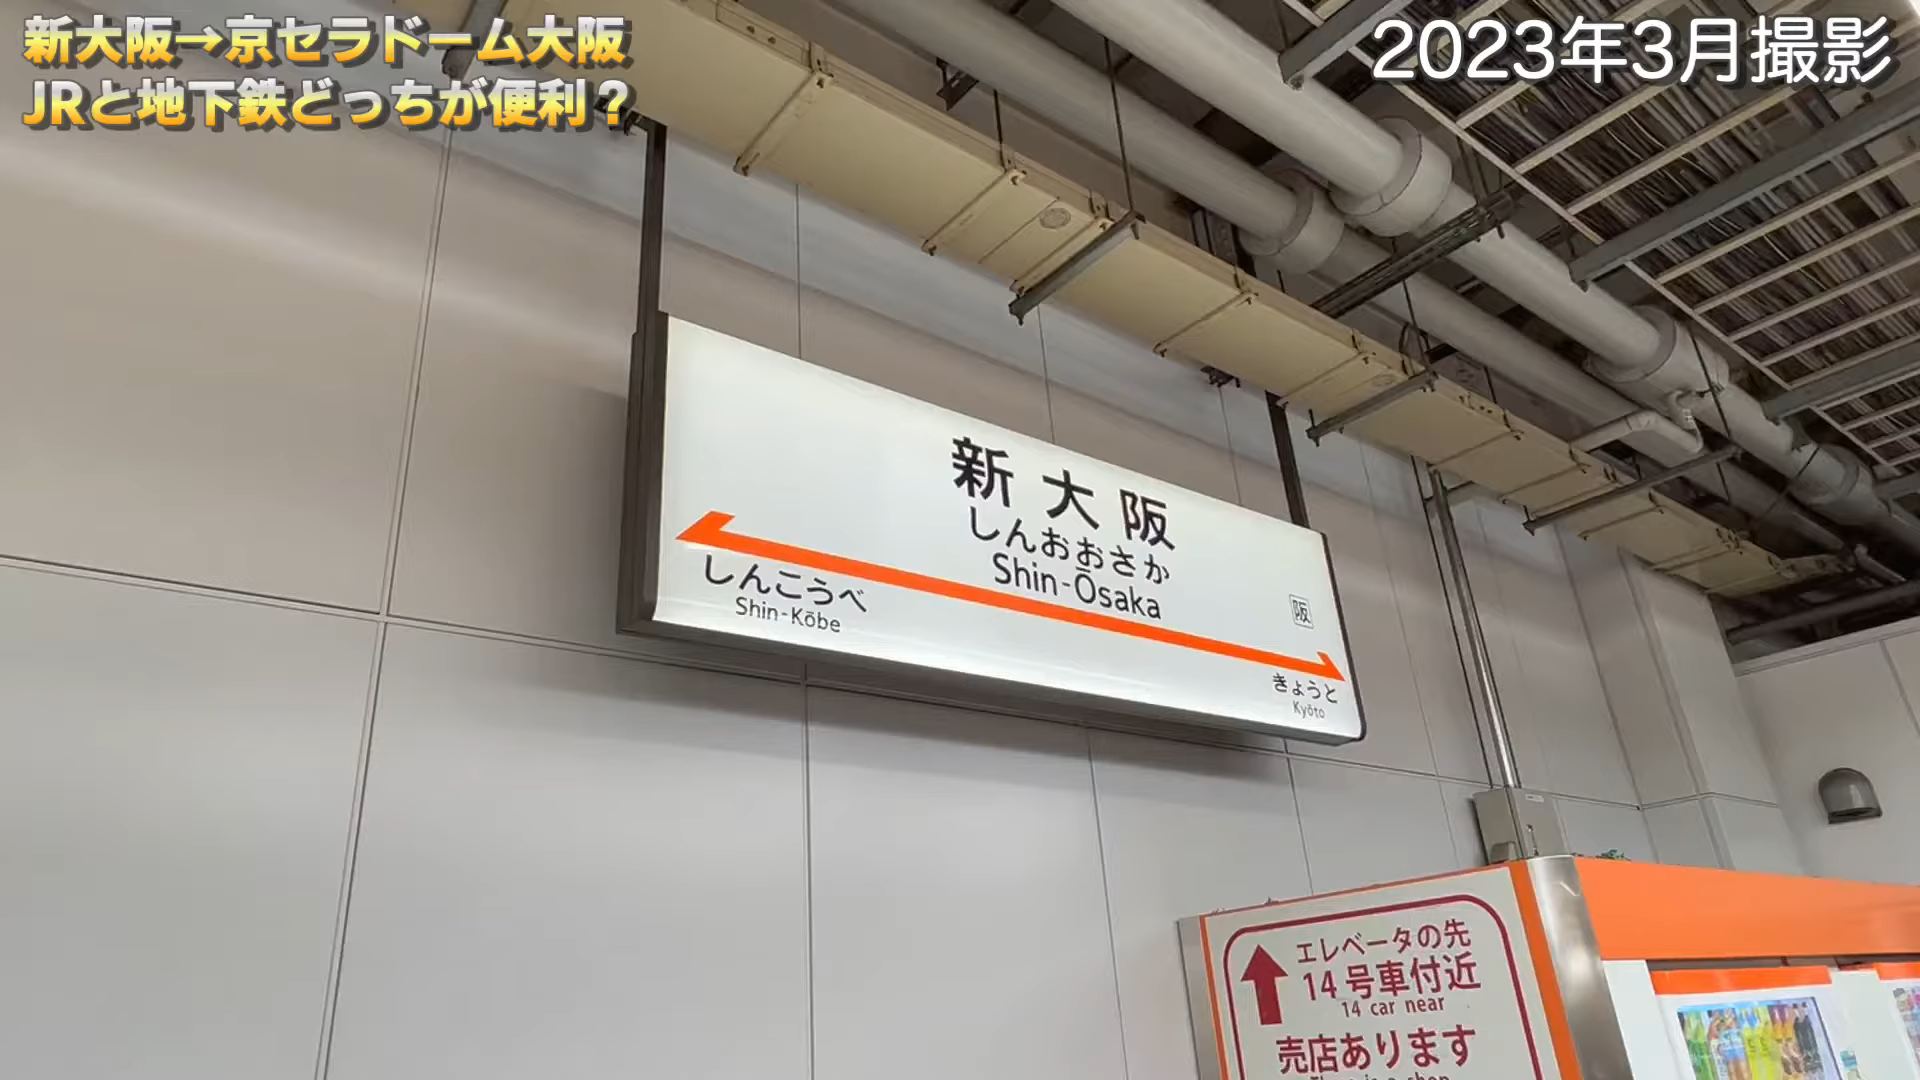 新大阪→京セラドーム大阪
JRと地下鉄どっちが便利？
2023年3月撮影
新大阪
しんおおさか
Shin-Ōsaka
しんこうべ
Shin-Kōbe
阪
きょうと
Kyōto
エレベータの先
14号車付近
14 car near
売店あります